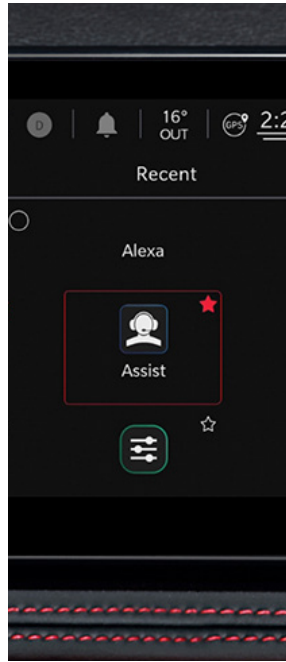 D
16°
OUT
GPS
2:2
Recent
Alexa
Assist